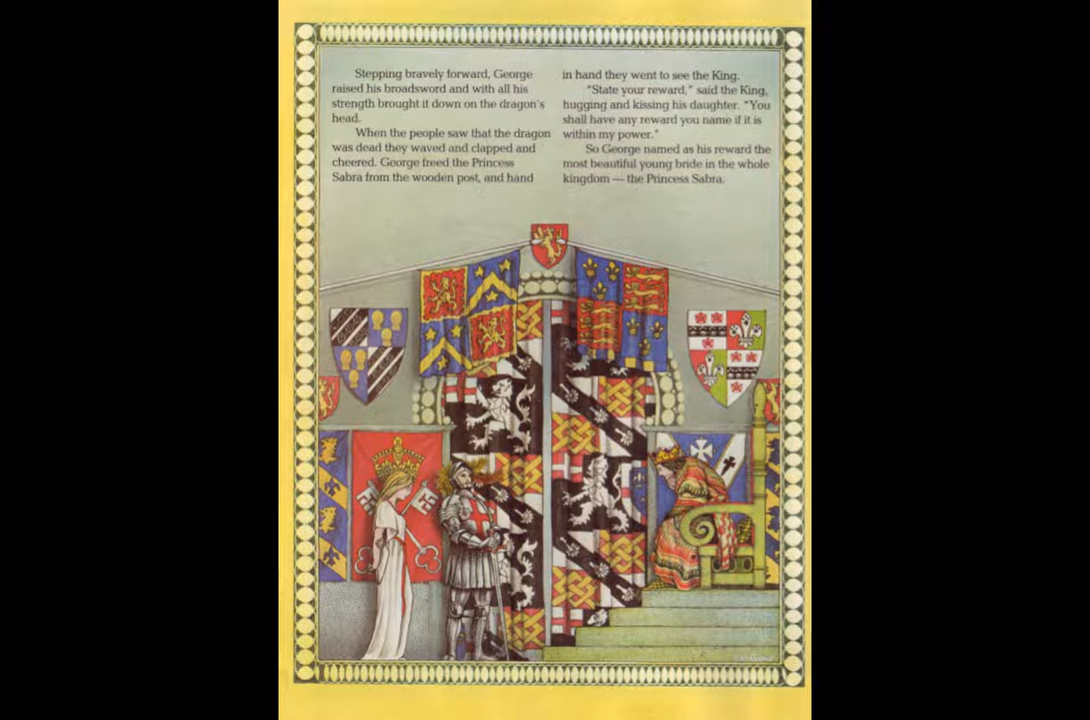 Stepping bravely forward, George
raised his broadsword and with all his
strength brought it down on the dragon's
head.
When the people saw that the dragon
was dead they waved and clapped and
cheered. George freed the Princess
Sabra from the wooden post, and hand
in hand they went to see the King.
"State your reward," said the King,
hugging and kissing his daughter. "You
shall have any reward you name if it is
within my power."
So George named as his reward the
most beautiful young bride in the whole
kingdom — the Princess Sabra.